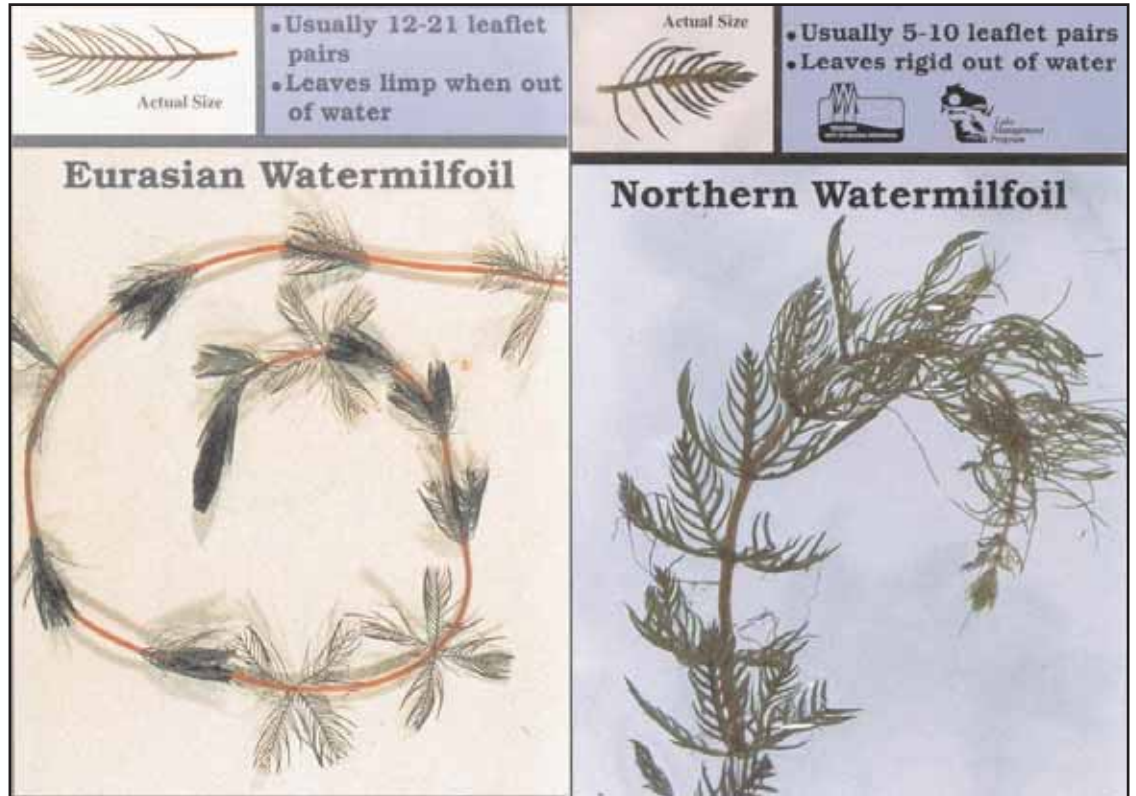 Actual Size
• Usually 12-21 leaflet
pairs
• Leaves limp when out
of water
Eurasian Watermilfoil
Actual Size
• Usually 5-10 leaflet pairs
• Leaves rigid out of water
Lake
Management
Program
Northern Watermilfoil